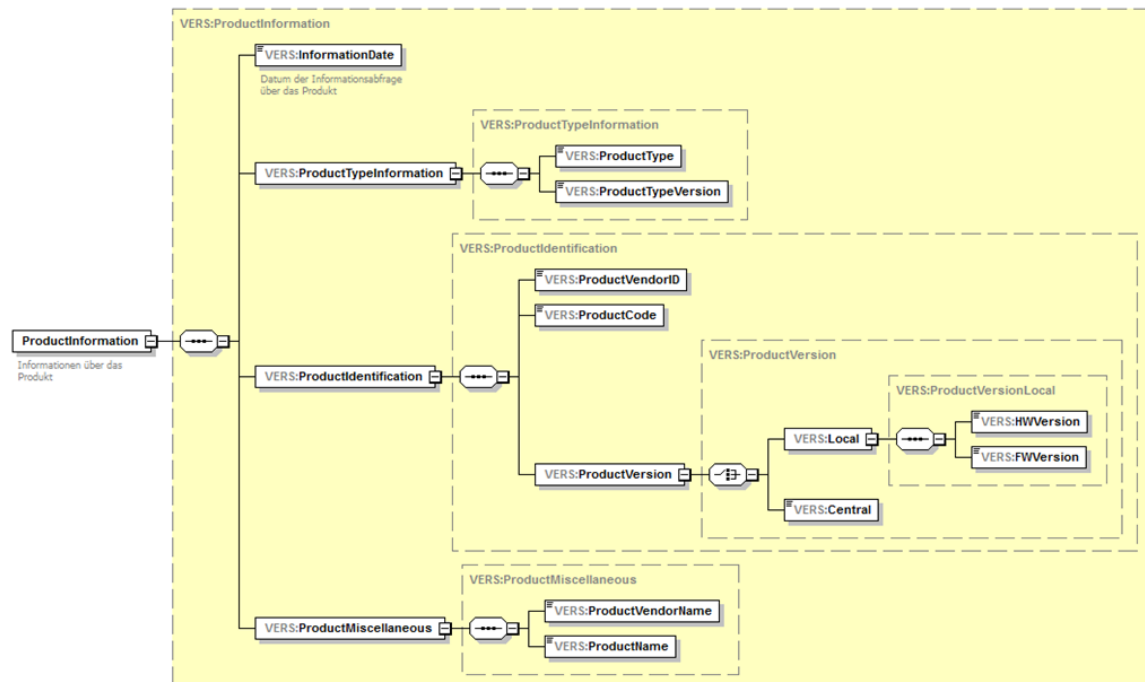 VERS:ProductInformation
VERS:InformationDate
Datum der Informationsabfrage
über das Produkt
VERS:ProductTypeInformation
VERS:ProductTypeInformation
VERS:ProductType
VERS:ProductTypeVersion
VERS:ProductIdentification
VERS:ProductVendorID
VERS:ProductCode
ProductInformation
Informationen über das
Produkt
VERS:ProductIdentification
VERS:ProductVersion
VERS:ProductVersion
VERS:ProductVersionLocal
VERS:Local
VERS:HWVersion
VERS:FWVersion
VERS:Central
VERS:ProductMiscellaneous
VERS:ProductMiscellaneous
VERS:ProductVendorName
VERS:ProductName